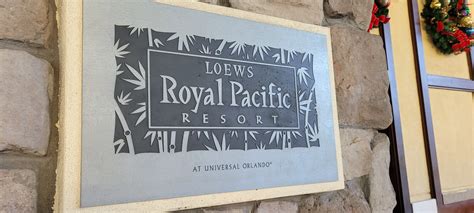 LOEWS
Royal Pacific
RESORT
AT UNIVERSAL ORLANDO®